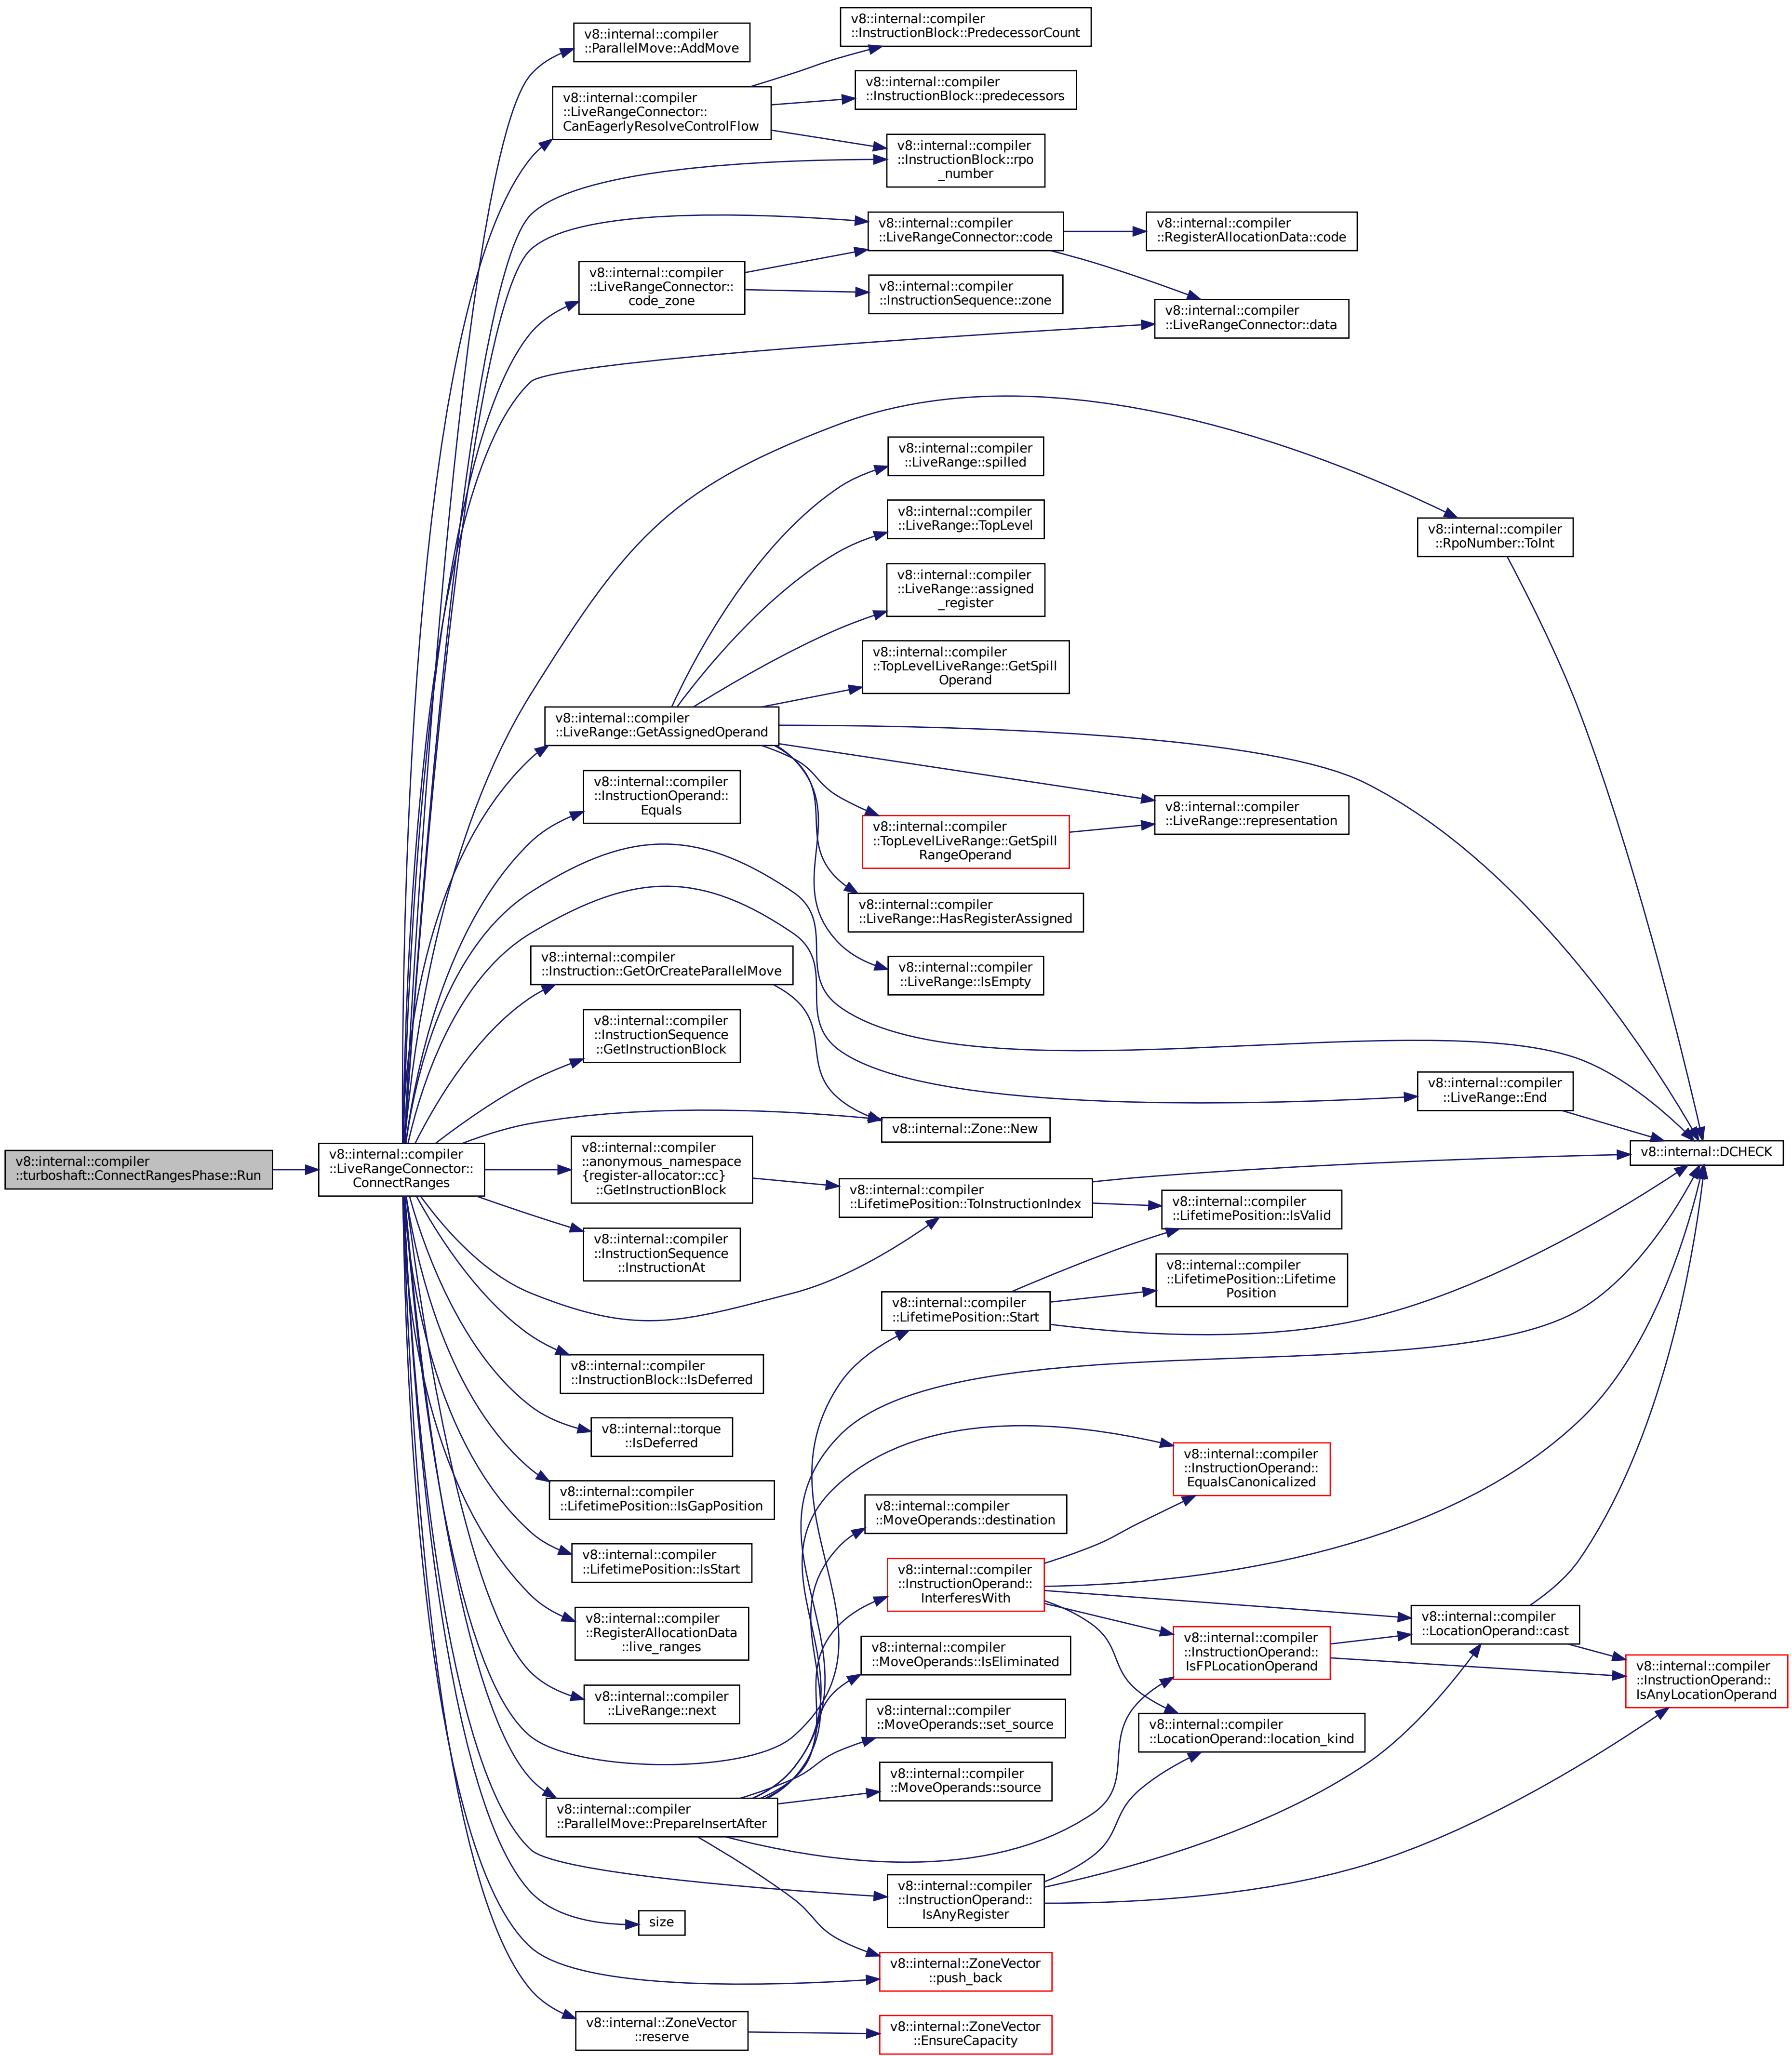 v8::internal::compiler
::turboshaft::ConnectRangesPhase::Run
v8::internal::compiler
::LiveRangeConnector::
ConnectRanges
v8::internal::compiler
::ParallelMove::AddMove
v8::internal::compiler
::LiveRangeConnector::
CanEagerlyResolveControlFlow
v8::internal::compiler
::InstructionBlock::PredecessorCount
v8::internal::compiler
::InstructionBlock::predecessors
v8::internal::compiler
::InstructionBlock::rpo
_number
v8::internal::compiler
::LiveRangeConnector::code
v8::internal::compiler
::RegisterAllocationData::code
v8::internal::compiler
::LiveRangeConnector::
code_zone
v8::internal::compiler
::InstructionSequence::zone
v8::internal::compiler
::LiveRangeConnector::data
v8::internal::compiler
::LiveRange::spilled
v8::internal::compiler
::LiveRange::TopLevel
v8::internal::compiler
::RpoNumber::ToInt
v8::internal::compiler
::LiveRange::assigned
_register
v8::internal::compiler
::TopLevelLiveRange::GetSpill
Operand
v8::internal::compiler
::LiveRange::GetAssignedOperand
v8::internal::compiler
::InstructionOperand::
Equals
v8::internal::compiler
::LiveRange::representation
v8::internal::compiler
::TopLevelLiveRange::GetSpill
RangeOperand
v8::internal::compiler
::LiveRange::HasRegisterAssigned
v8::internal::compiler
::LiveRange::IsEmpty
v8::internal::compiler
::Instruction::GetOrCreateParallelMove
v8::internal::compiler
::InstructionSequence
::GetInstructionBlock
v8::internal::compiler
::LiveRange::End
v8::internal::Zone::New
v8::internal::DCHECK
v8::internal::compiler
::anonymous_namespace
{register-allocator::cc}
::GetInstructionBlock
v8::internal::compiler
::LifetimePosition::ToInstructionIndex
v8::internal::compiler
::LifetimePosition::IsValid
v8::internal::compiler
::InstructionSequence
::InstructionAt
v8::internal::compiler
::LifetimePosition::Lifetime
Position
v8::internal::compiler
::LifetimePosition::Start
v8::internal::compiler
::InstructionBlock::IsDeferred
v8::internal::torque
::IsDeferred
v8::internal::compiler
::InstructionOperand::
EqualsCanonicalized
v8::internal::compiler
::LifetimePosition::IsGapPosition
v8::internal::compiler
::MoveOperands::destination
v8::internal::compiler
::LifetimePosition::IsStart
v8::internal::compiler
::InstructionOperand::
InterferesWith
v8::internal::compiler
::RegisterAllocationData
::live_ranges
v8::internal::compiler
::LocationOperand::cast
v8::internal::compiler
::MoveOperands::IsEliminated
v8::internal::compiler
::InstructionOperand::
IsFPLocationOperand
v8::internal::compiler
::InstructionOperand::
IsAnyLocationOperand
v8::internal::compiler
::LiveRange::next
v8::internal::compiler
::MoveOperands::set_source
v8::internal::compiler
::LocationOperand::location_kind
v8::internal::compiler
::MoveOperands::source
v8::internal::compiler
::ParallelMove::PrepareInsertAfter
v8::internal::compiler
::InstructionOperand::
IsAnyRegister
size
v8::internal::ZoneVector
::push_back
v8::internal::ZoneVector
::reserve
v8::internal::ZoneVector
::EnsureCapacity